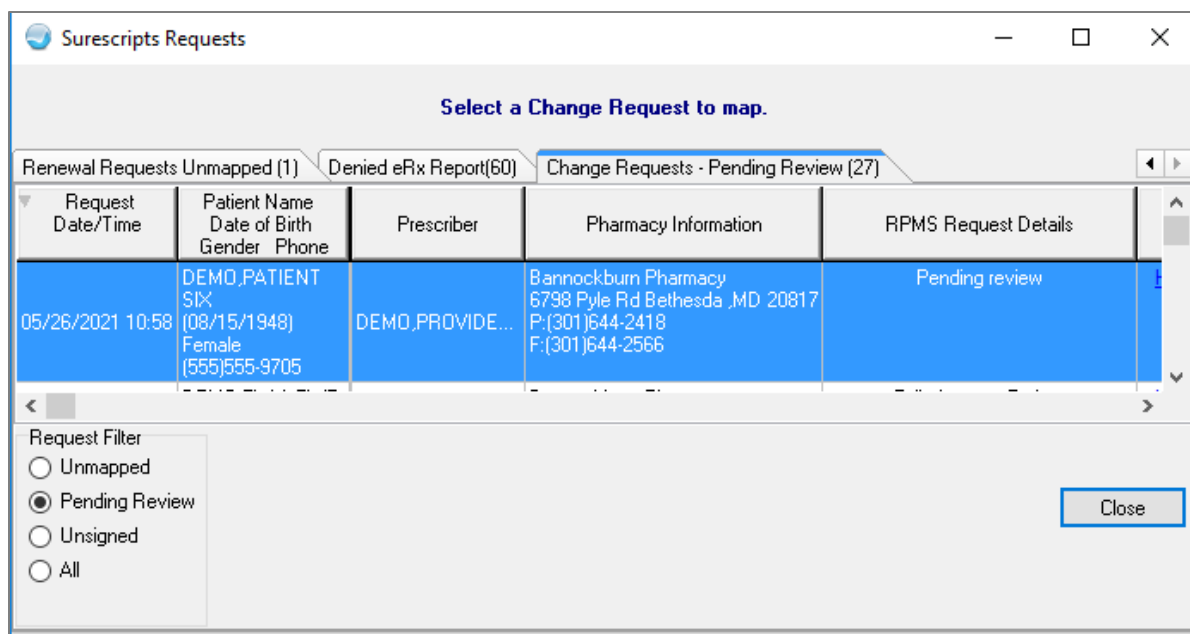 Surescripts Requests
Select a Change Request to map.
Renewal Requests Unmapped (1)
Denied eRx Report(60)
Change Requests - Pending Review (27)
Request
Date/Time
Patient Name
Date of Birth
Gender Phone
Prescriber
Pharmacy Information
RPMS Request Details
05/26/2021 10:58
DEMO,PATIENT
SIX
(08/15/1948)
Female
(555)555-9705
DEMO,PROVIDE...
Bannockburn Pharmacy
6798 Pyle Rd Bethesda ,MD 20817
P:(301)644-2418
F:(301)644-2566
Pending review
Request Filter
Unmapped
Pending Review
Unsigned
All
Close